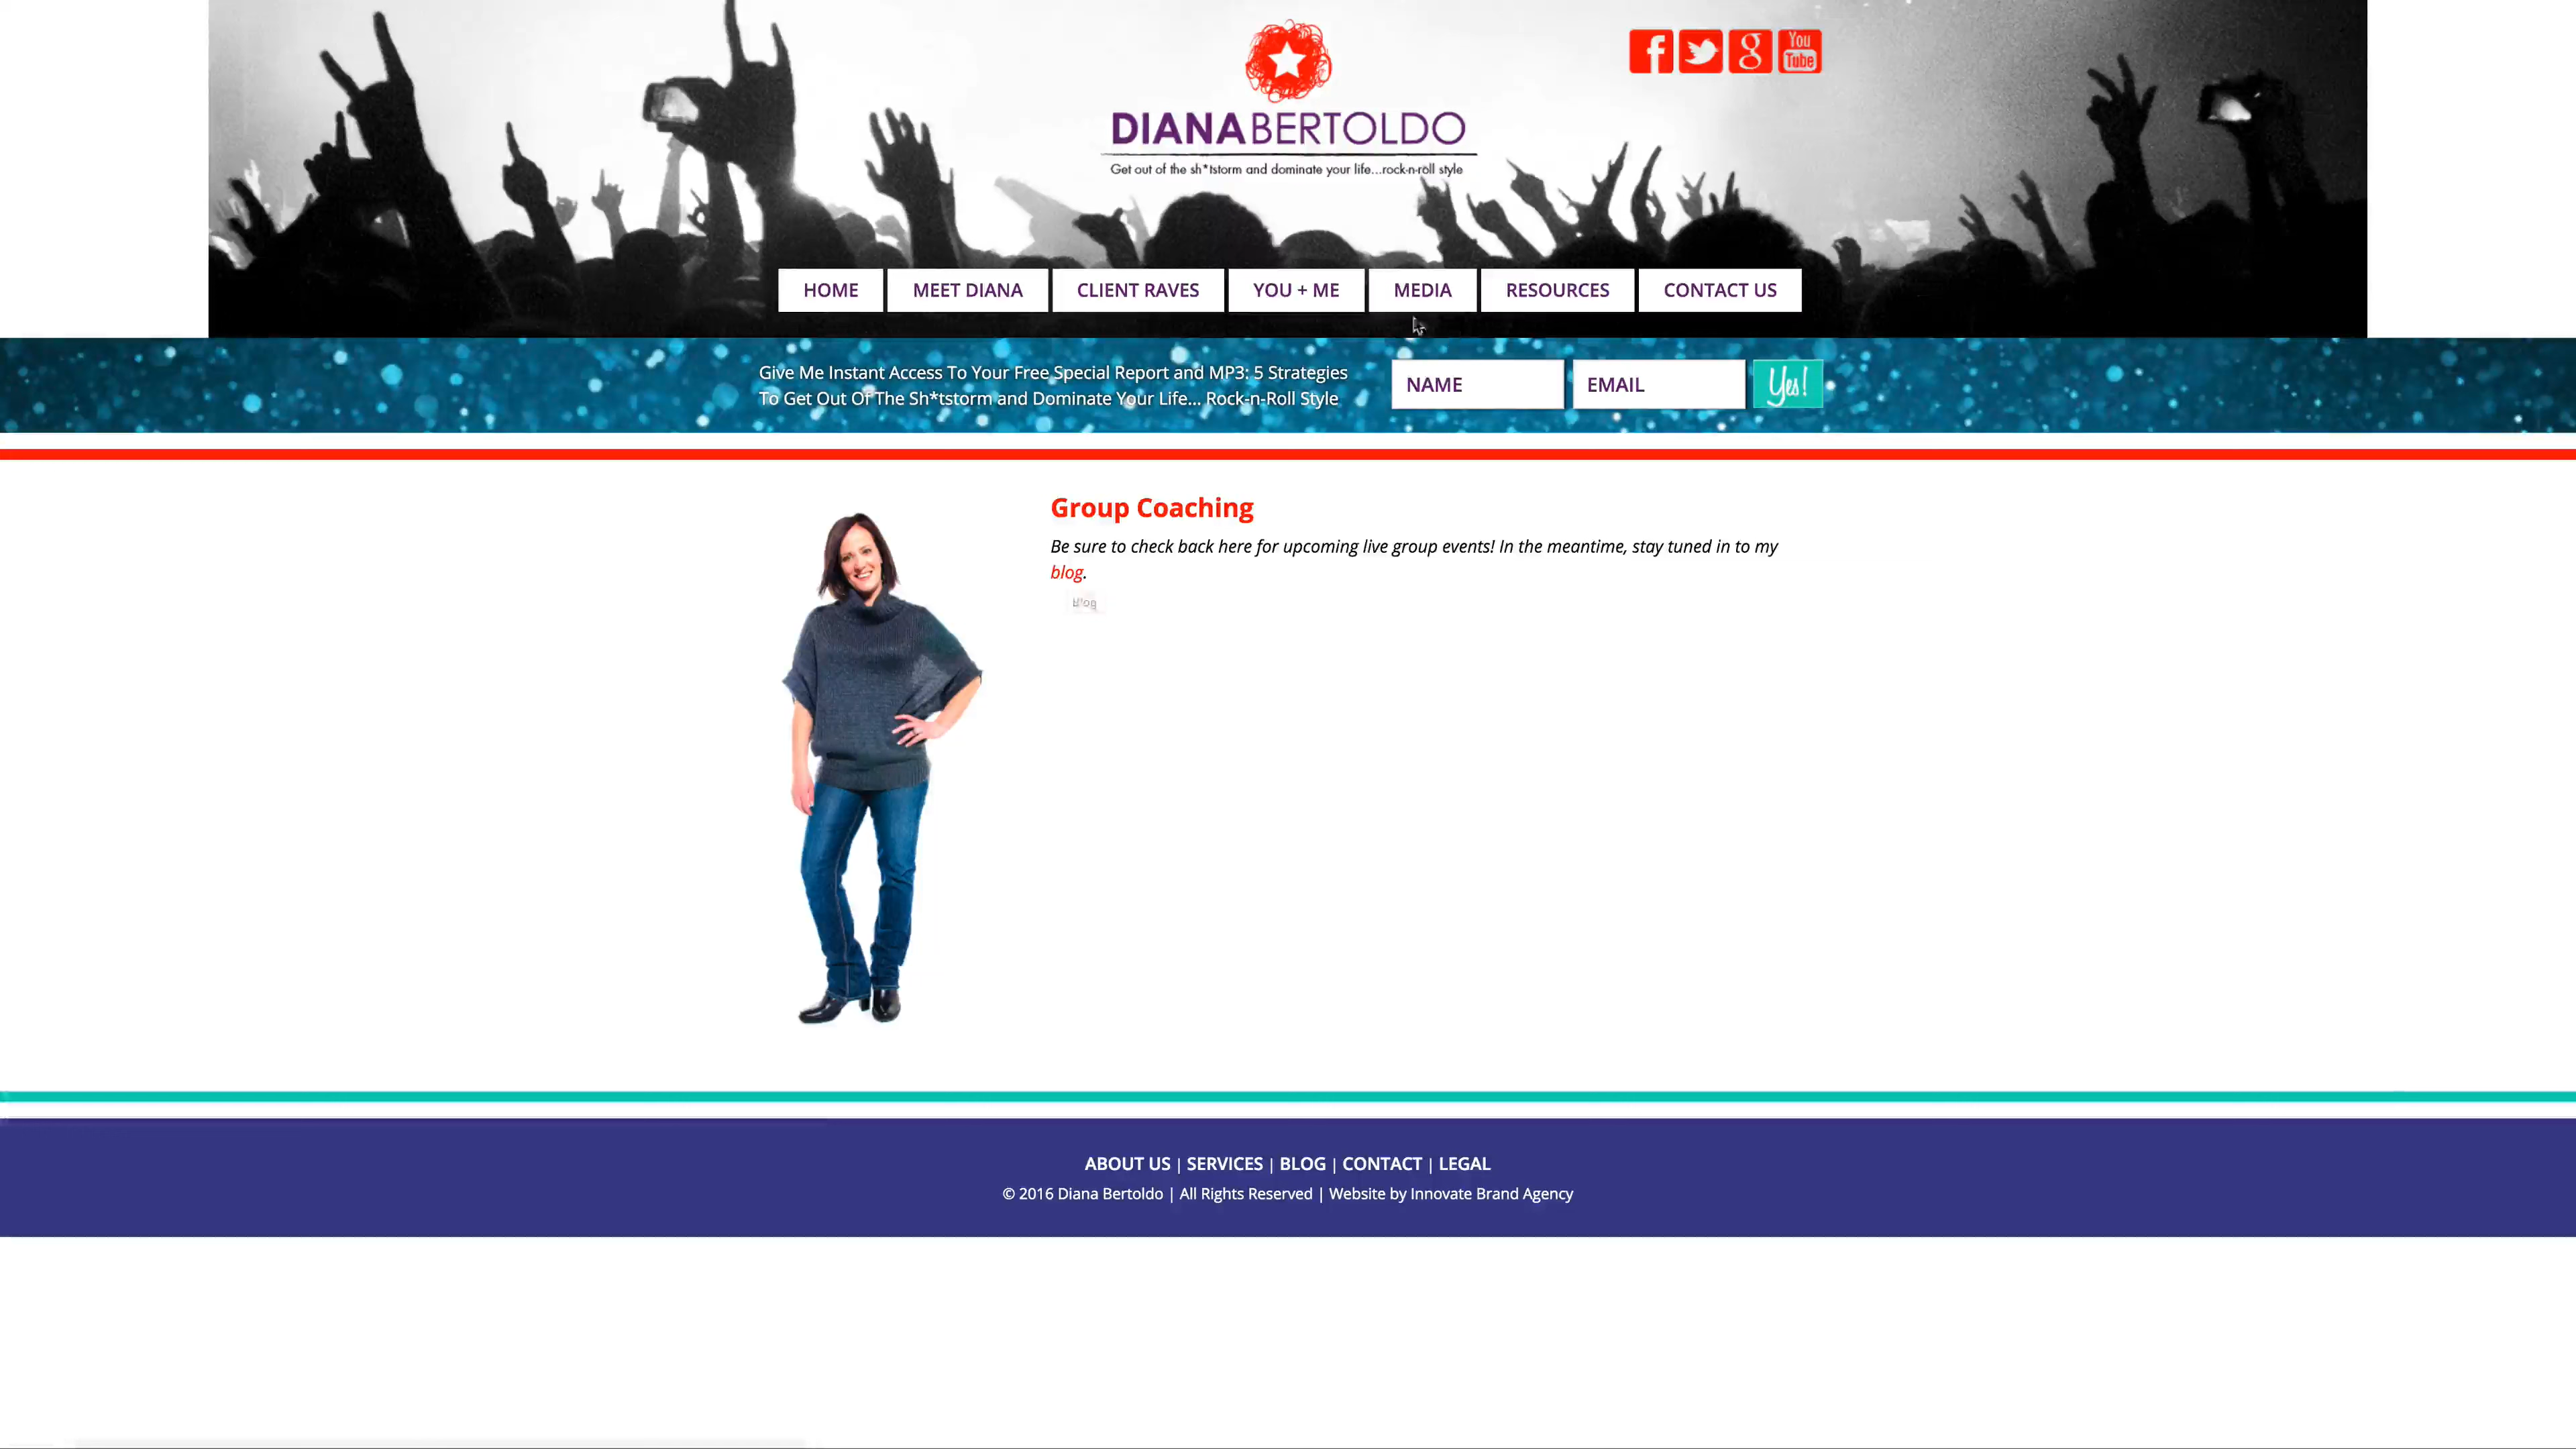 DIANABERTOLDO
Get out of the sh*tstorm and dominate your life...rock-n-roll style
You
Tube
HOME
MEET DIANA
CLIENT RAVES
YOU + ME
MEDIA
RESOURCES
CONTACT US
Give Me Instant Access To Your Free Special Report and MP3: 5 Strategies
To Get Out Of The Sh*tstorm and Dominate Your Life... Rock-n-Roll Style
NAME
EMAIL
Yes!
Group Coaching
Be sure to check back here for upcoming live group events! In the meantime, stay tuned in to my
blog.
blog
ABOUT US | SERVICES | BLOG | CONTACT | LEGAL
© 2016 Diana Bertoldo | All Rights Reserved | Website by Innovate Brand Agency